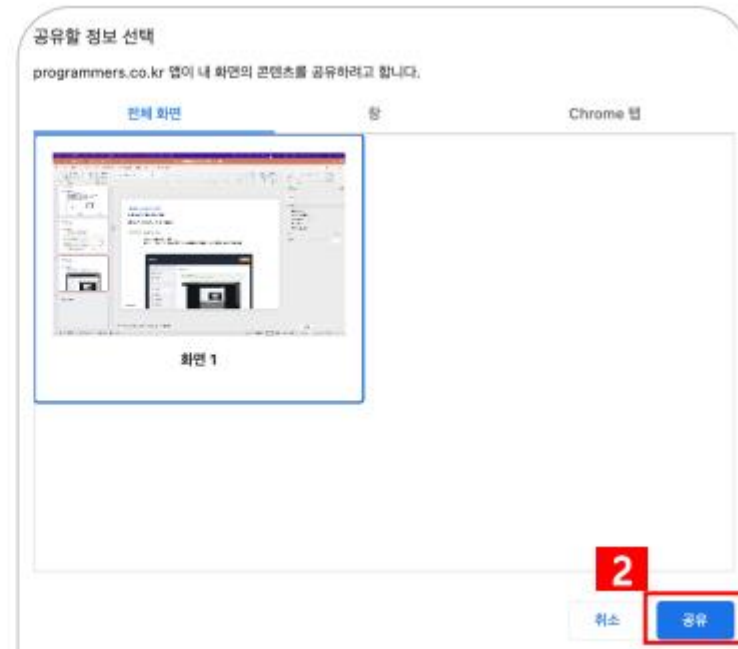 공유할 정보 선택
programmers.co.kr 앱이 내 화면의 콘텐츠를 공유하려고 합니다.
전체 화면
창
Chrome 탭
화면 1
2
취소
공유